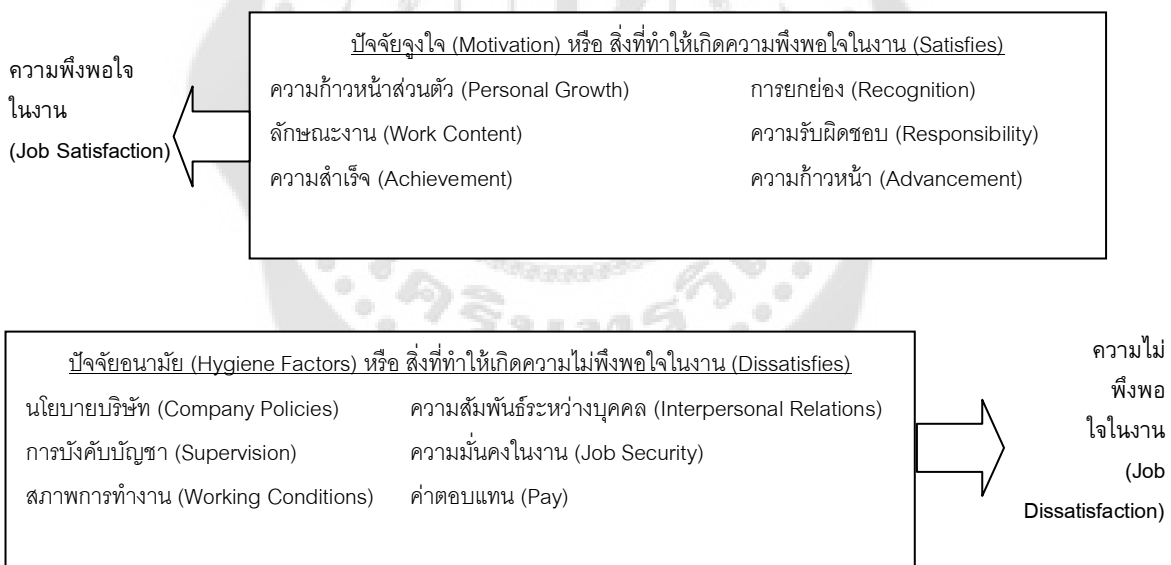 ปัจจัยจูงใจ (Motivation) หรือ สิ่งที่ทำให้เกิดความพึงพอใจในงาน (Satisfies)
ความพึงพอใจ
ในงาน
(Job Satisfaction)
ความก้าวหน้าส่วนตัว (Personal Growth) การยกย่อง (Recognition)
ลักษณะงาน (Work Content) ความรับผิดชอบ (Responsibility)
ความสำเร็จ (Achievement) ความก้าวหน้า (Advancement)
ปัจจัยอนามัย (Hygiene Factors) หรือ สิ่งที่ทำให้เกิดความไม่พึงพอใจในงาน (Dissatisfies)
นโยบายบริษัท (Company Policies) ความสัมพันธ์ระหว่างบุคคล (Interpersonal Relations)
การบังคับบัญชา (Supervision) ความมั่นคงในงาน (Job Security)
สภาพการทำงาน (Working Conditions) ค่าตอบแทน (Pay)
ความไม่
พึงพอ
ใจในงาน
(Job
Dissatisfaction)